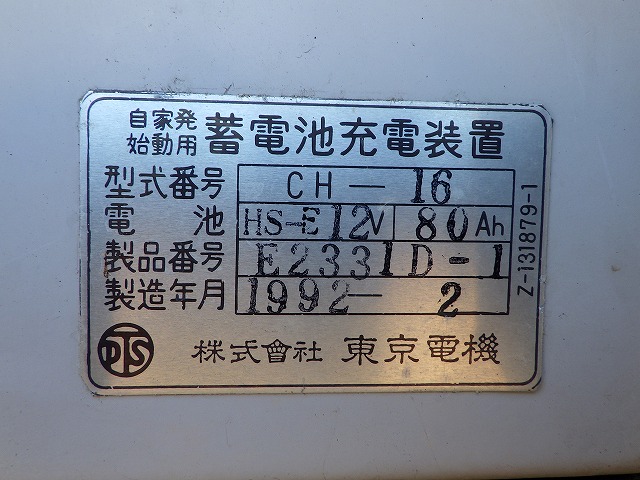 自家発
始動用 蓄電池充電装置
型式番号 CH－16
電池 HS-E 12V 80Ah
製品番号 E2331D-1
製造年月 1992－2
PTS 株式會社 東京電機
Z-131879-1